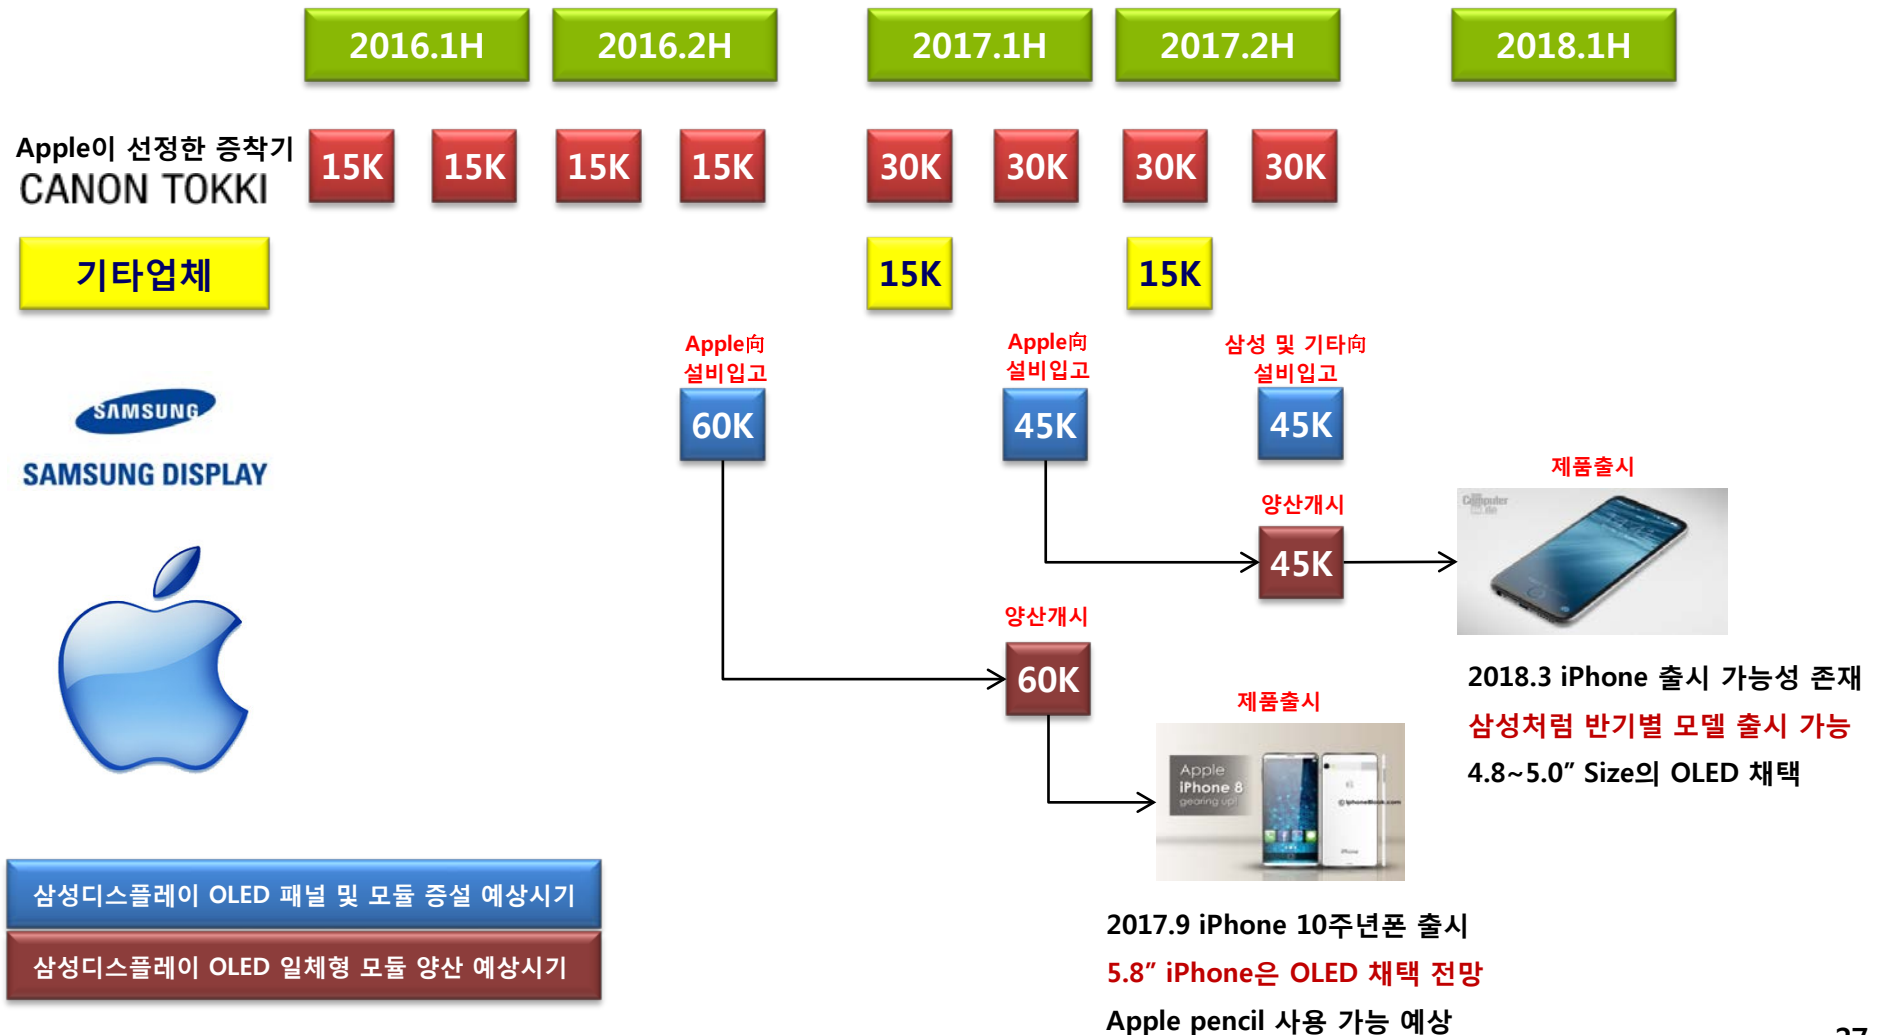 2016.1H 2016.2H 2017.1H 2017.2H 2018.1H
Apple이 선정한 증착기
CANON TOKKI
15K 15K 15K 15K 30K 30K 30K 30K
기타업체
15K 15K
Apple向
설비입고
Apple向
설비입고
삼성 및 기타向
설비입고
60K 45K 45K
SAMSUNG
SAMSUNG DISPLAY
제품출시
Computer
양산개시
45K
양산개시
60K
2018.3 iPhone 출시 가능성 존재
삼성처럼 반기별 모델 출시 가능
4.8~5.0” Size의 OLED 채택
제품출시
Apple
iPhone 8
gearing up!
© iphoneBook.com
iPhone
삼성디스플레이 OLED 패널 및 모듈 증설 예상시기
삼성디스플레이 OLED 일체형 모듈 양산 예상시기
2017.9 iPhone 10주년폰 출시
5.8” iPhone은 OLED 채택 전망
Apple pencil 사용 가능 예상
27